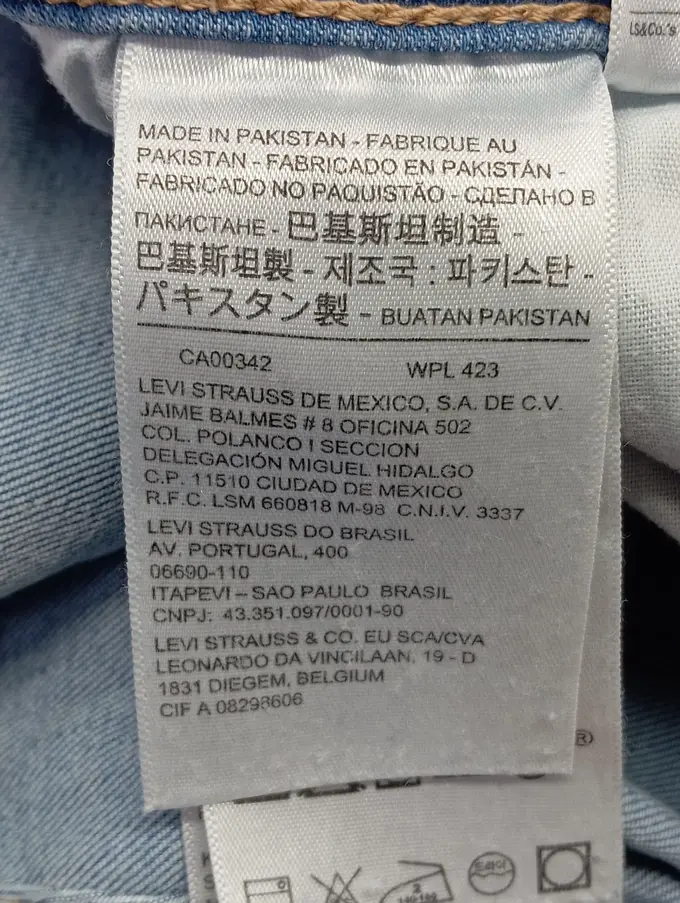 LS&Co.'s
MADE IN PAKISTAN - FABRIQUE AU
PAKISTAN - FABRICADO EN PAKISTÁN -
FABRICADO NO PAQUISTÃO - СДЕЛАНО В
ПАКИСТАНЕ - 巴基斯坦制造 -
巴基斯坦製 - 제조국 : 파키스탄 -
パキスタン製 - BUATAN PAKISTAN
CA00342 WPL 423
LEVI STRAUSS DE MEXICO, S.A. DE C.V.
JAIME BALMES # 8 OFICINA 502
COL. POLANCO I SECCION
DELEGACIÓN MIGUEL HIDALGO
C.P. 11510 CIUDAD DE MEXICO
R.F.C. LSM 660818 M-98 C.N.I.V. 3337
LEVI STRAUSS DO BRASIL
AV. PORTUGAL, 400
06690-110
ITAPEVI – SAO PAULO BRASIL
CNPJ: 43.351.097/0001-90
LEVI STRAUSS & CO. EU SCA/CVA
LEONARDO DA VINCILAAN, 19 - D
1831 DIEGEM, BELGIUM
CIF A 08298606
®